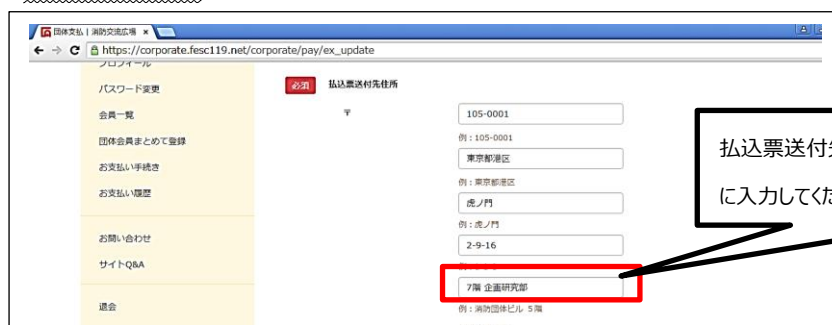 団体支払 | 消防交流広場 ×
https://corporate.fesc119.net/corporate/pay/ex_update
プロフィール
パスワード変更
会員一覧
団体会員まとめて登録
お支払い手続き
お支払い履歴
お問い合わせ
サイトQ&A
退会
必須 払込票送付先住所
〒
105-0001
例:105-0001
東京都港区
例:東京都港区
虎ノ門
例:虎ノ門
2-9-16
7階 企画研究部
例:消防団体ビル 5階
払込票送付
に入力してく